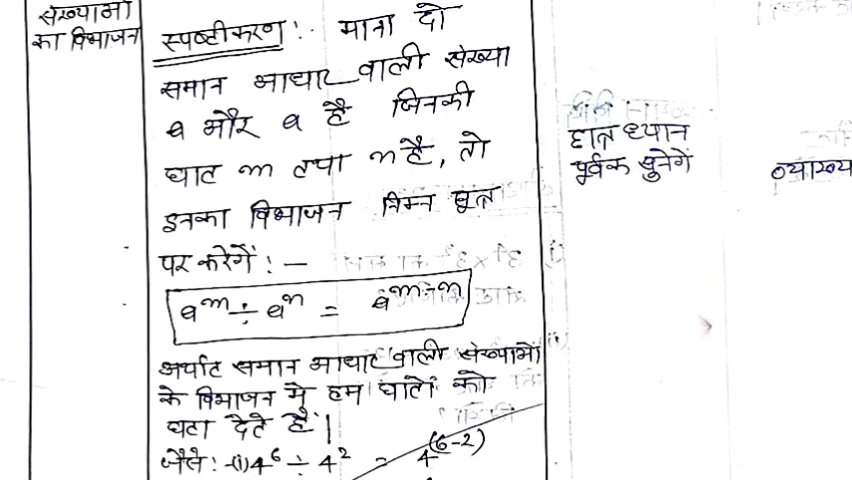 संख्याओं
का विभाजन
स्पष्टीकरण :- माना दो
समान आधार वाली संख्या
a और a है जिनकी
घात m तथा n है, तो
इनका विभाजन निम्न सूत्र
पर करेगें : —
a^m ÷ a^n = a^m-n
अर्थात समान आधार वाली संख्याओं
के विभाजन मे हम घातों को
घटा देते है |
जैसे :- (i) 4^6 ÷ 4^2 = 4^(6-2)
छात्र ध्यान
पूर्वक सुनेगें
व्याख्य